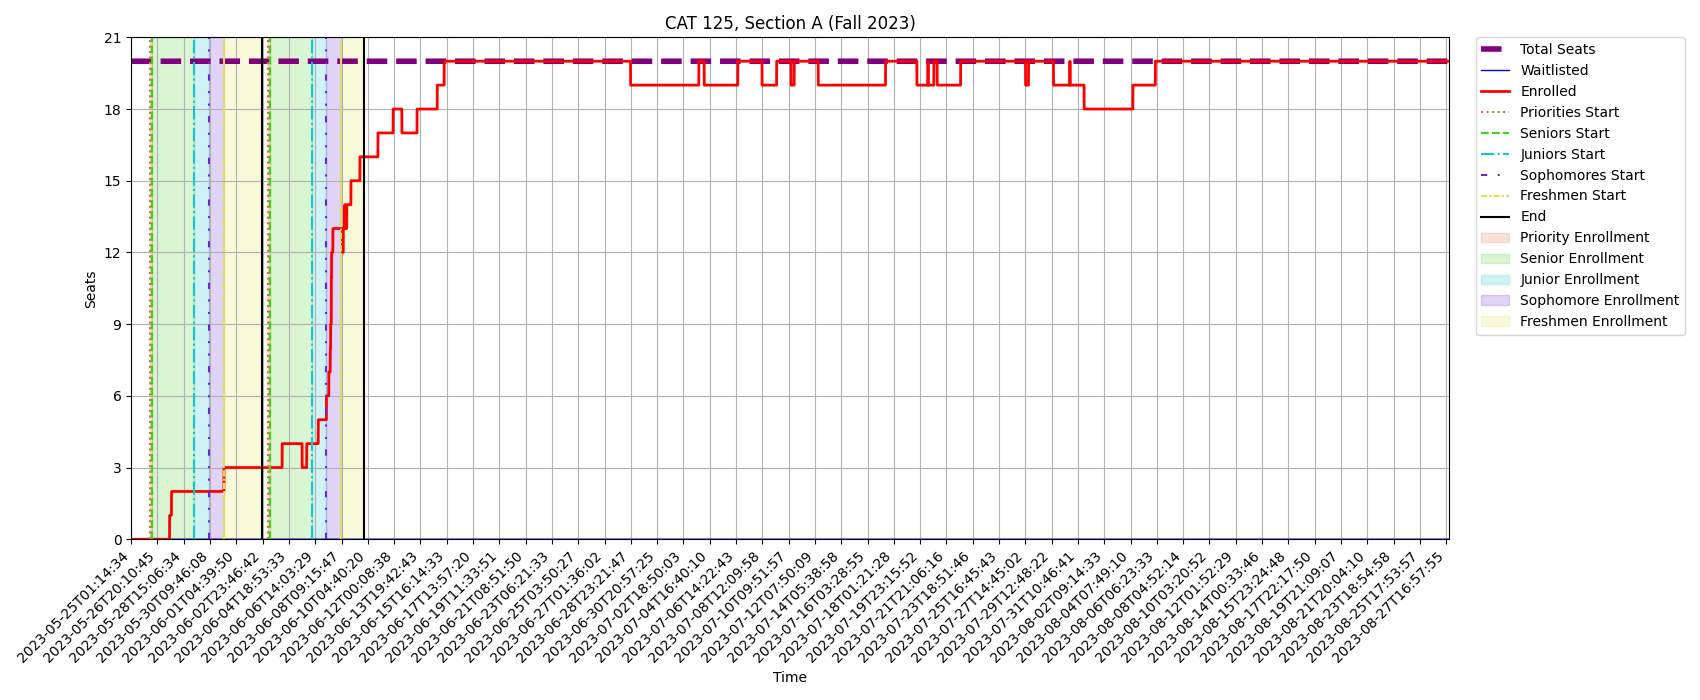 CAT 125, Section A (Fall 2023)
21
18
15
12
9
6
3
0
Seats
2023-05-25T01:14:34
2023-05-26T20:10:45
2023-05-28T15:06:34
2023-05-30T09:46:08
2023-06-01T04:39:50
2023-06-02T23:46:42
2023-06-04T18:53:33
2023-06-06T14:03:29
2023-06-08T09:15:47
2023-06-10T04:40:20
2023-06-12T00:08:38
2023-06-13T19:42:43
2023-06-15T16:14:33
2023-06-17T13:57:20
2023-06-19T11:33:51
2023-06-21T08:51:50
2023-06-23T06:21:33
2023-06-25T03:50:27
2023-06-27T01:36:02
2023-06-28T23:21:47
2023-06-30T20:57:25
2023-07-02T18:50:03
2023-07-04T16:40:10
2023-07-06T14:22:43
2023-07-08T12:09:58
2023-07-10T09:51:57
2023-07-12T07:50:09
2023-07-14T05:38:58
2023-07-16T03:28:55
2023-07-18T01:21:28
2023-07-19T23:15:52
2023-07-21T21:06:16
2023-07-23T18:51:46
2023-07-25T16:45:43
2023-07-27T14:45:02
2023-07-29T12:48:22
2023-07-31T10:46:41
2023-08-02T09:14:33
2023-08-04T07:49:10
2023-08-06T06:23:33
2023-08-08T04:52:14
2023-08-10T03:20:52
2023-08-12T01:52:29
2023-08-14T00:33:46
2023-08-15T23:24:48
2023-08-17T22:17:50
2023-08-19T21:09:07
2023-08-21T20:04:10
2023-08-23T18:54:58
2023-08-25T17:53:57
2023-08-27T16:57:55
Time
Total Seats
Waitlisted
Enrolled
Priorities Start
Seniors Start
Juniors Start
Sophomores Start
Freshmen Start
End
Priority Enrollment
Senior Enrollment
Junior Enrollment
Sophomore Enrollment
Freshmen Enrollment